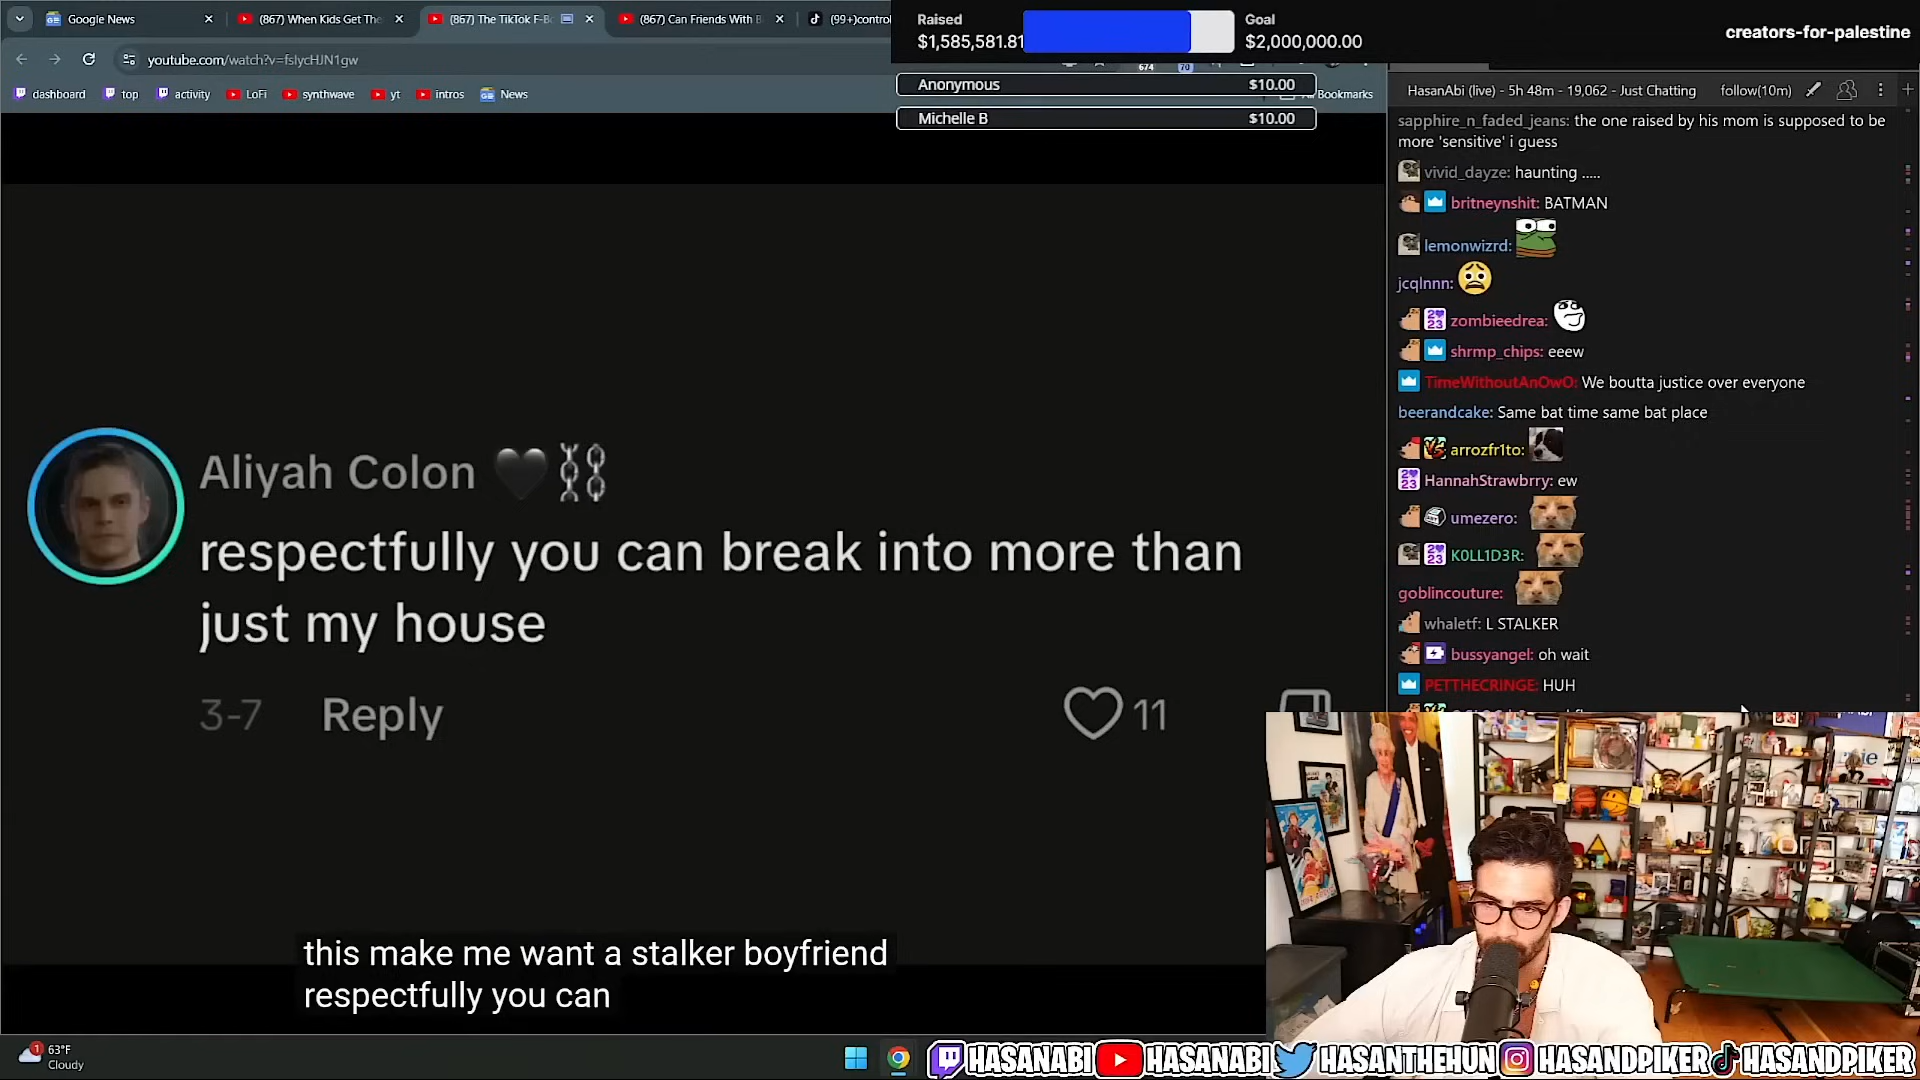 Google News
(867) When Kids Get The
(867) The TikTok F-B
(867) Can Friends With B
(99+)control
youtube.com/watch?v=fslycHJN1gw
dashboard
top
activity
LoFi
synthwave
yt
intros
News
Bookmarks
674
70
Raised
$1,585,581.81
Goal
$2,000,000.00
creators-for-palestine
Anonymous $10.00
Michelle B $10.00
HasanAbi (live) - 5h 48m - 19,062 - Just Chatting
follow(10m)
sapphire_n_faded_jeans: the one raised by his mom is supposed to be
more 'sensitive' i guess
vivid_dayze: haunting .....
britneynshit: BATMAN
lemonwizrd:
jcqlnnn:
zombieedrea:
shrmp_chips: eeew
TimeWithoutAnOwO: We boutta justice over everyone
beerandcake: Same bat time same bat place
arrozfr1to:
HannahStrawbrry: ew
umezero:
K0LL1D3R:
goblincouture:
whaletf: L STALKER
bussyangel: oh wait
PETTHECRINGE: HUH
Aliyah Colon 🖤⛓️
respectfully you can break into more than
just my house
3-7 Reply
11
this make me want a stalker boyfriend
respectfully you can
1
63°F
Cloudy
HASANABI
HASANABI
HASANTHEHUN
HASANDPIKER
HASANDPIKER